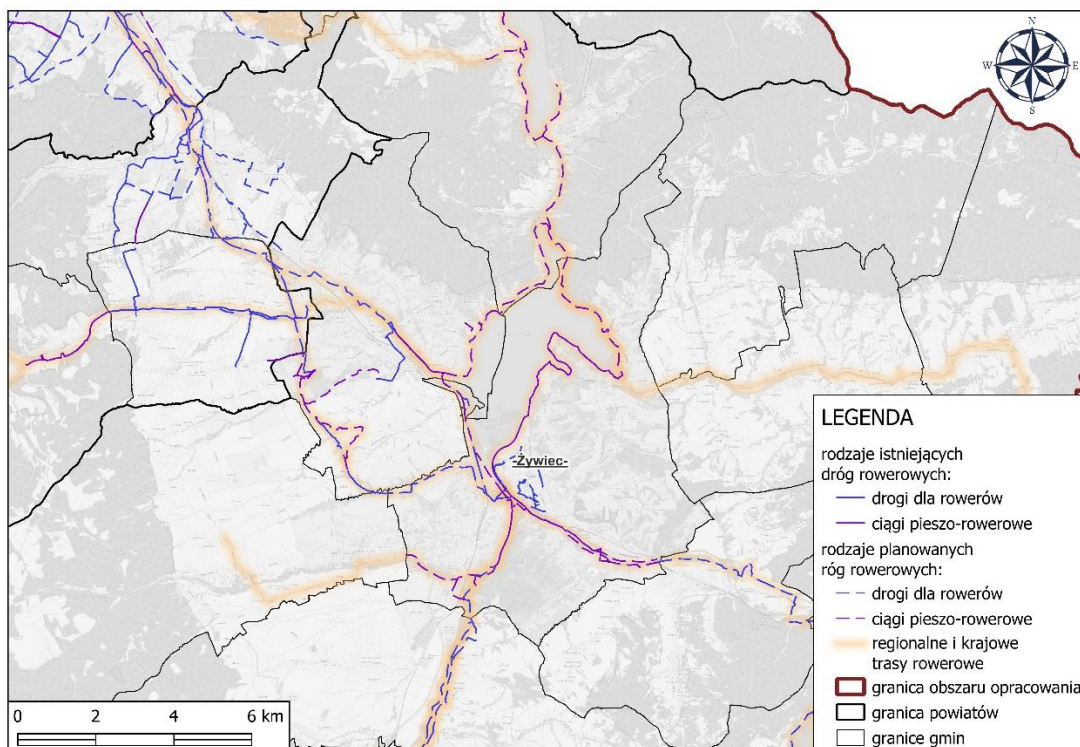 N
W E
S
-Żywiec-
LEGENDA
rodzaje istniejących
dróg rowerowych:
drogi dla rowerów
ciągi pieszo-rowerowe
rodzaje planowanych
róg rowerowych:
drogi dla rowerów
ciągi pieszo-rowerowe
regionalne i krajowe
trasy rowerowe
granica obszaru opracowania
granica powiatów
granice gmin
0 2 4 6 km